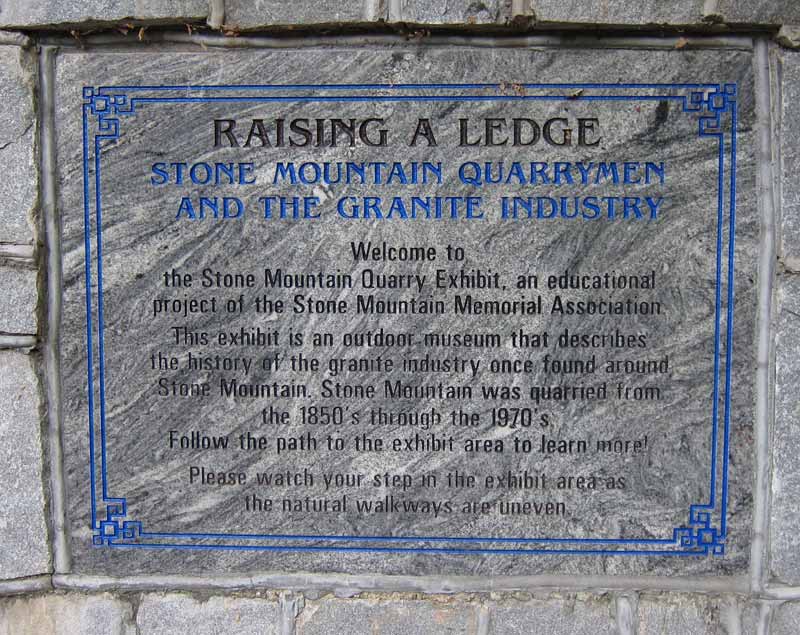 RAISING A LEDGE
STONE MOUNTAIN QUARRYMEN
AND THE GRANITE INDUSTRY
Welcome to
the Stone Mountain Quarry Exhibit, an educational
project of the Stone Mountain Memorial Association.
This exhibit is an outdoor museum that describes
the history of the granite industry once found around
Stone Mountain. Stone Mountain was quarried from
the 1850's through the 1970's.
Follow the path to the exhibit area to learn more!
Please watch your step in the exhibit area as
the natural walkways are uneven.